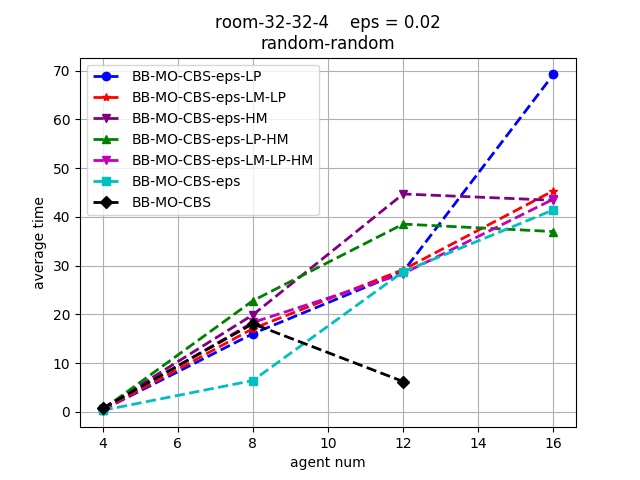 room-32-32-4    eps = 0.02
random-random
BB-MO-CBS-eps-LP
BB-MO-CBS-eps-LM-LP
BB-MO-CBS-eps-HM
BB-MO-CBS-eps-LP-HM
BB-MO-CBS-eps-LM-LP-HM
BB-MO-CBS-eps
BB-MO-CBS
average time
70
60
50
40
30
20
10
0
4 6 8 10 12 14 16
agent num